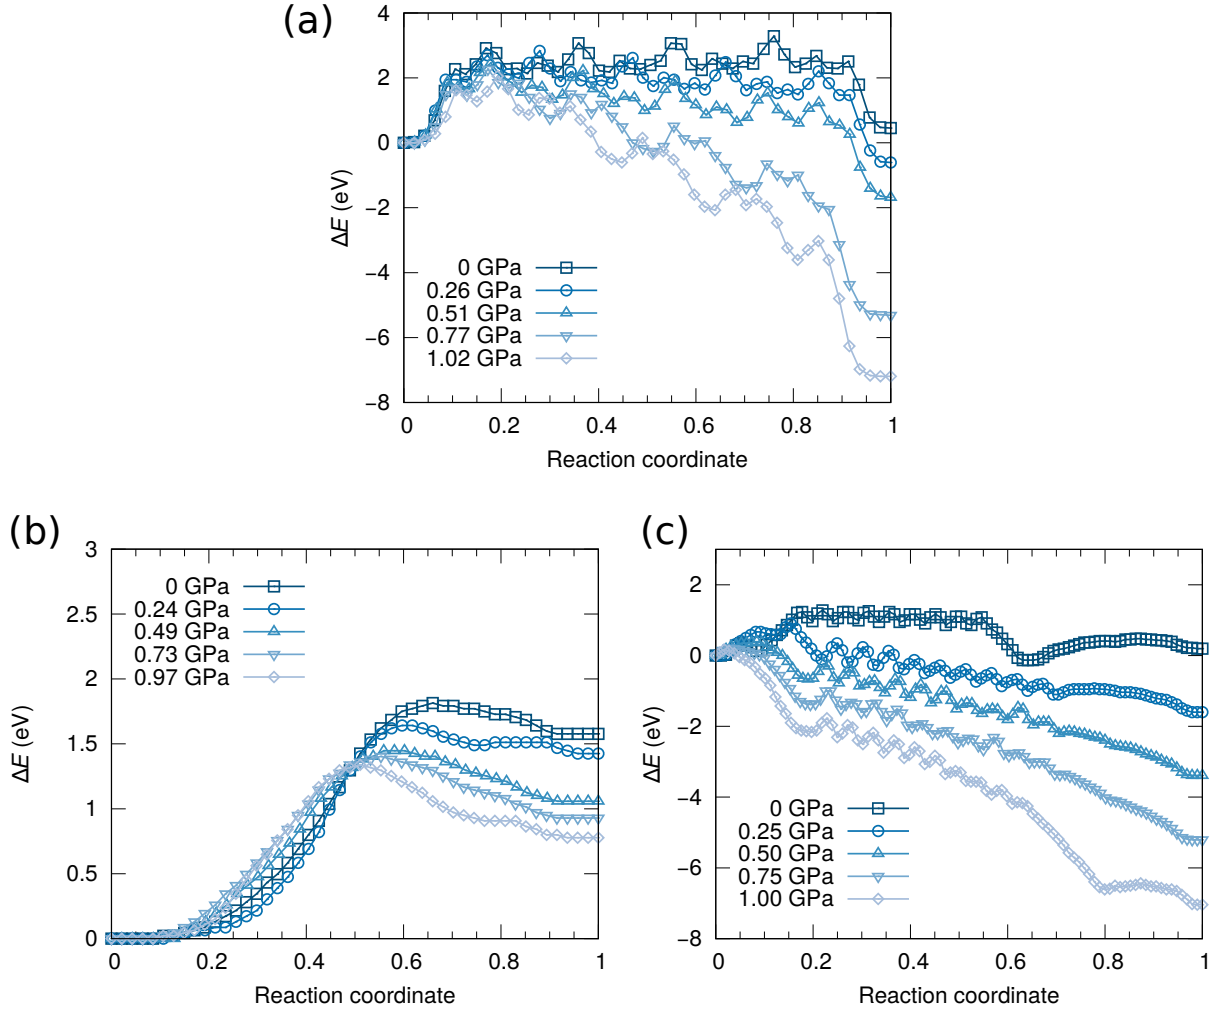 (a)
4
2
0
−2
−4
−6
−8
ΔE (eV)
0 GPa
0.26 GPa
0.51 GPa
0.77 GPa
1.02 GPa
0 0.2 0.4 0.6 0.8 1
Reaction coordinate
(b)
3
2.5
2
1.5
1
0.5
0
ΔE (eV)
0 GPa
0.24 GPa
0.49 GPa
0.73 GPa
0.97 GPa
0 0.2 0.4 0.6 0.8 1
Reaction coordinate
(c)
2
0
−2
−4
−6
−8
ΔE (eV)
0 GPa
0.25 GPa
0.50 GPa
0.75 GPa
1.00 GPa
0 0.2 0.4 0.6 0.8 1
Reaction coordinate